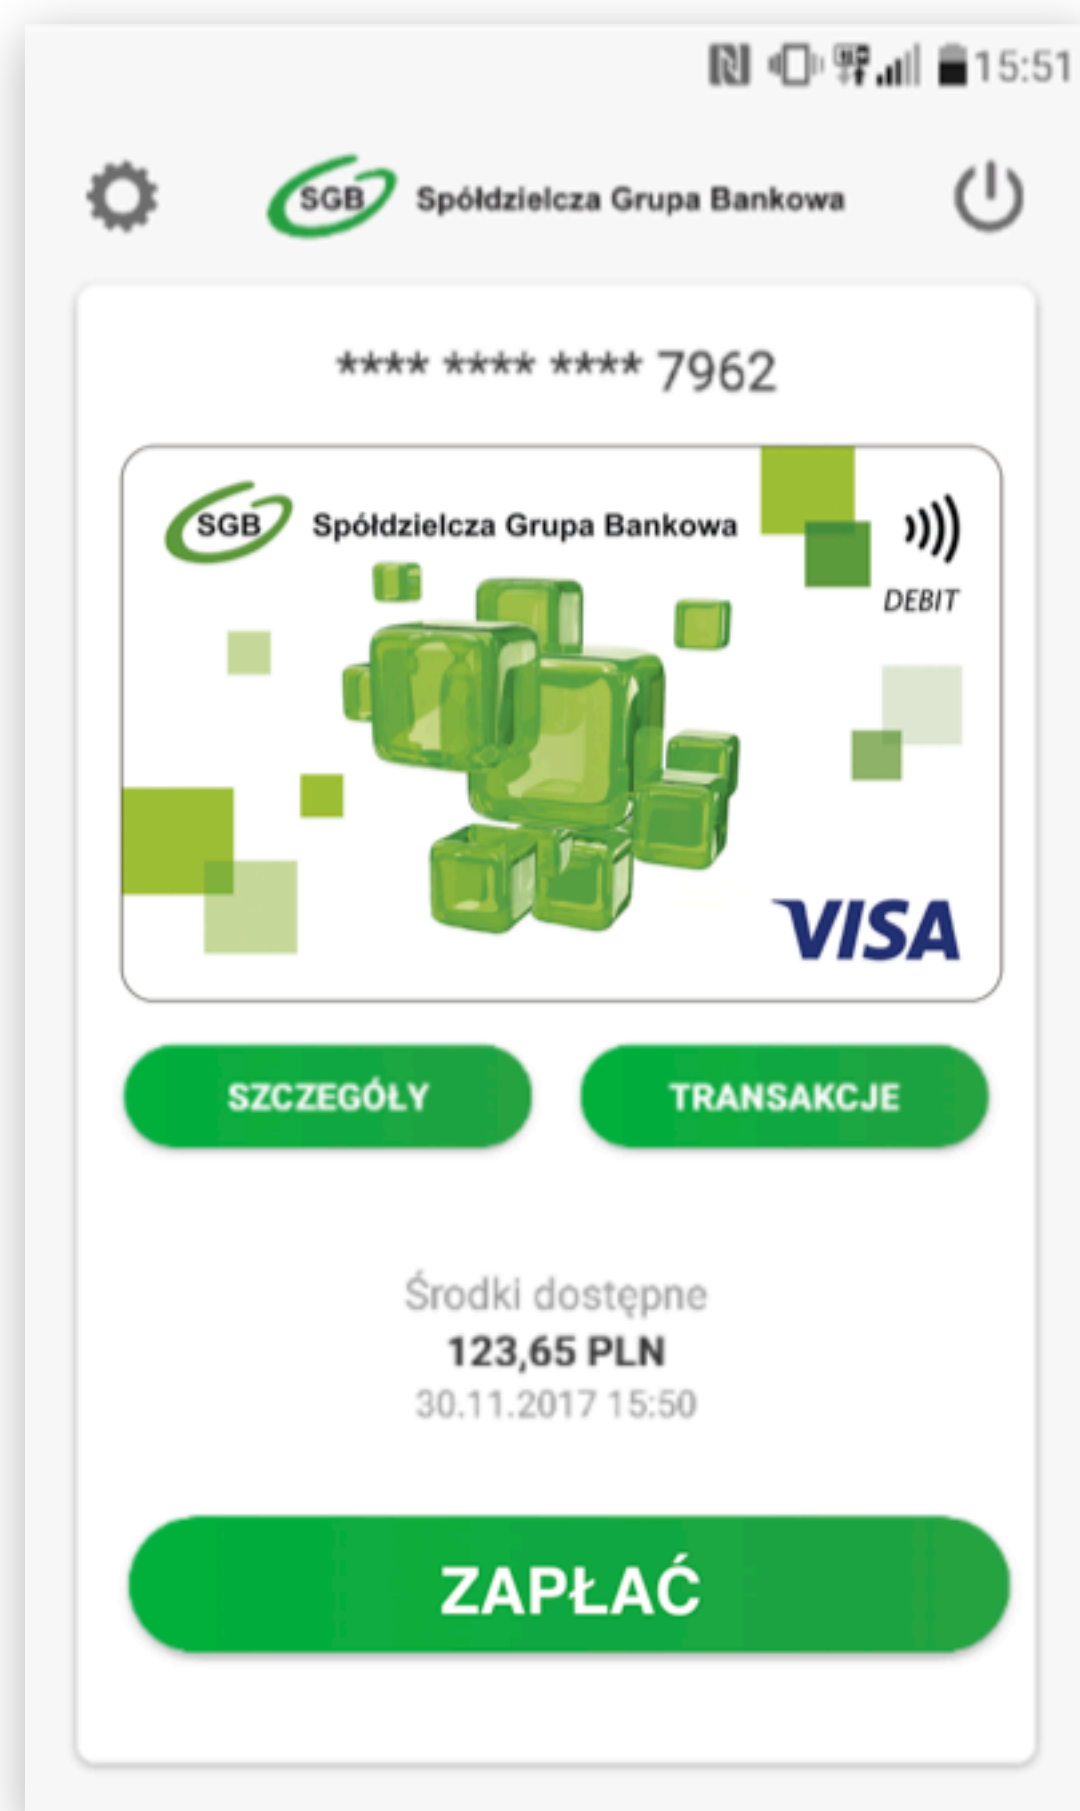 15:51
SGB Spółdzielcza Grupa Bankowa
**** **** **** 7962
SGB Spółdzielcza Grupa Bankowa
DEBIT
VISA
SZCZEGÓŁY TRANSAKCJE
Środki dostępne
123,65 PLN
30.11.2017 15:50
ZAPŁAĆ